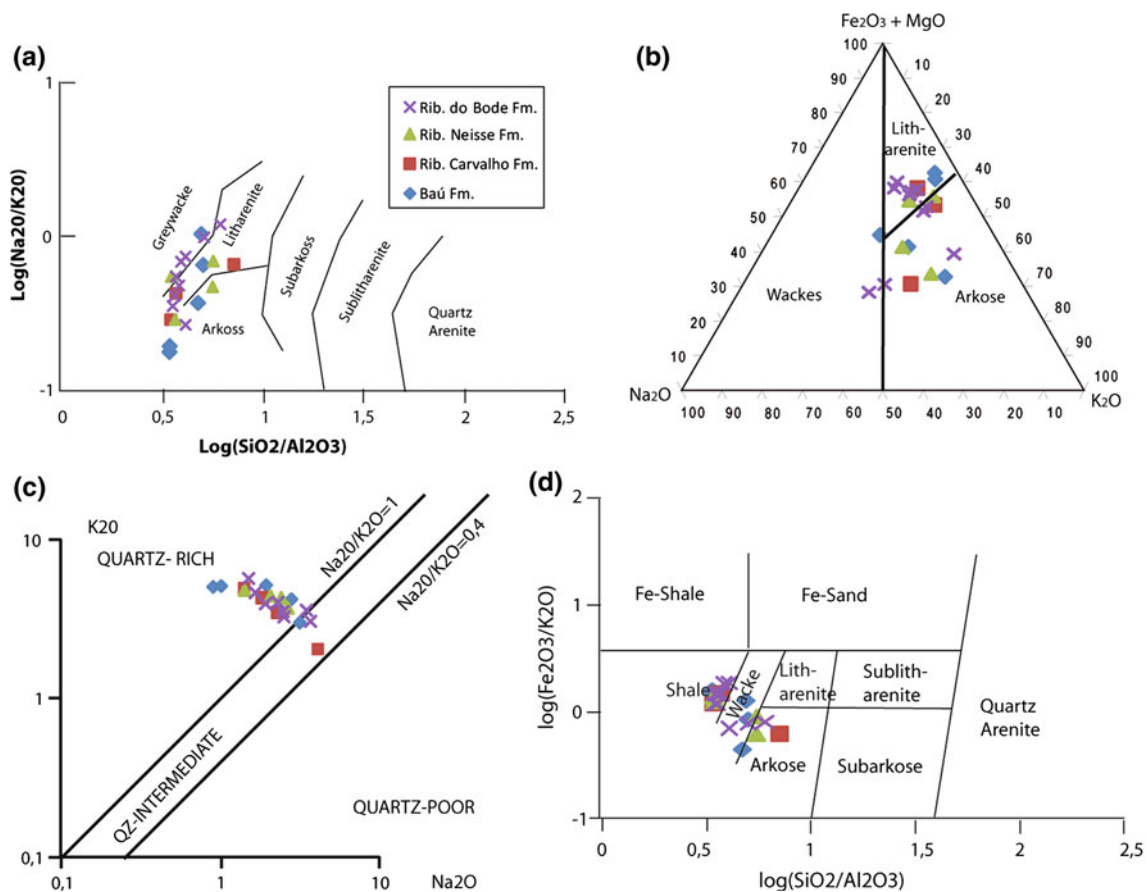 (a)
1
0
-1
Log(Na20/K20)
0
0,5
1
1,5
2
2,5
Log(SiO2/Al2O3)
Greywacke
Litharenite
Arkoss
Subarkoss
Sublitharenite
Quartz
Arenite
Rib. do Bode Fm.
Rib. Neisse Fm.
Rib. Carvalho Fm.
Baú Fm.
(b)
Fe2O3 + MgO
100
90
80
70
60
50
40
30
20
10
10
20
30
40
50
60
70
80
90
100
Lith-
arenite
Wackes
Arkose
Na2O
K2O
100 90 80 70 60 50 40 30 20 10
(c)
K20
QUARTZ- RICH
10
1
0,1
0,1
1
10
Na2O
Na20/K2O=1
Na20/K2O=0,4
QZ-INTERMEDIATE
QUARTZ-POOR
(d)
2
1
0
-1
log(Fe2O3/K2O)
Fe-Shale
Fe-Sand
Shale
Wacke
Lith-
arenite
Sublith-
arenite
Quartz
Arenite
Arkose
Subarkose
0
0,5
1
1,5
2
2,5
log(SiO2/Al2O3)